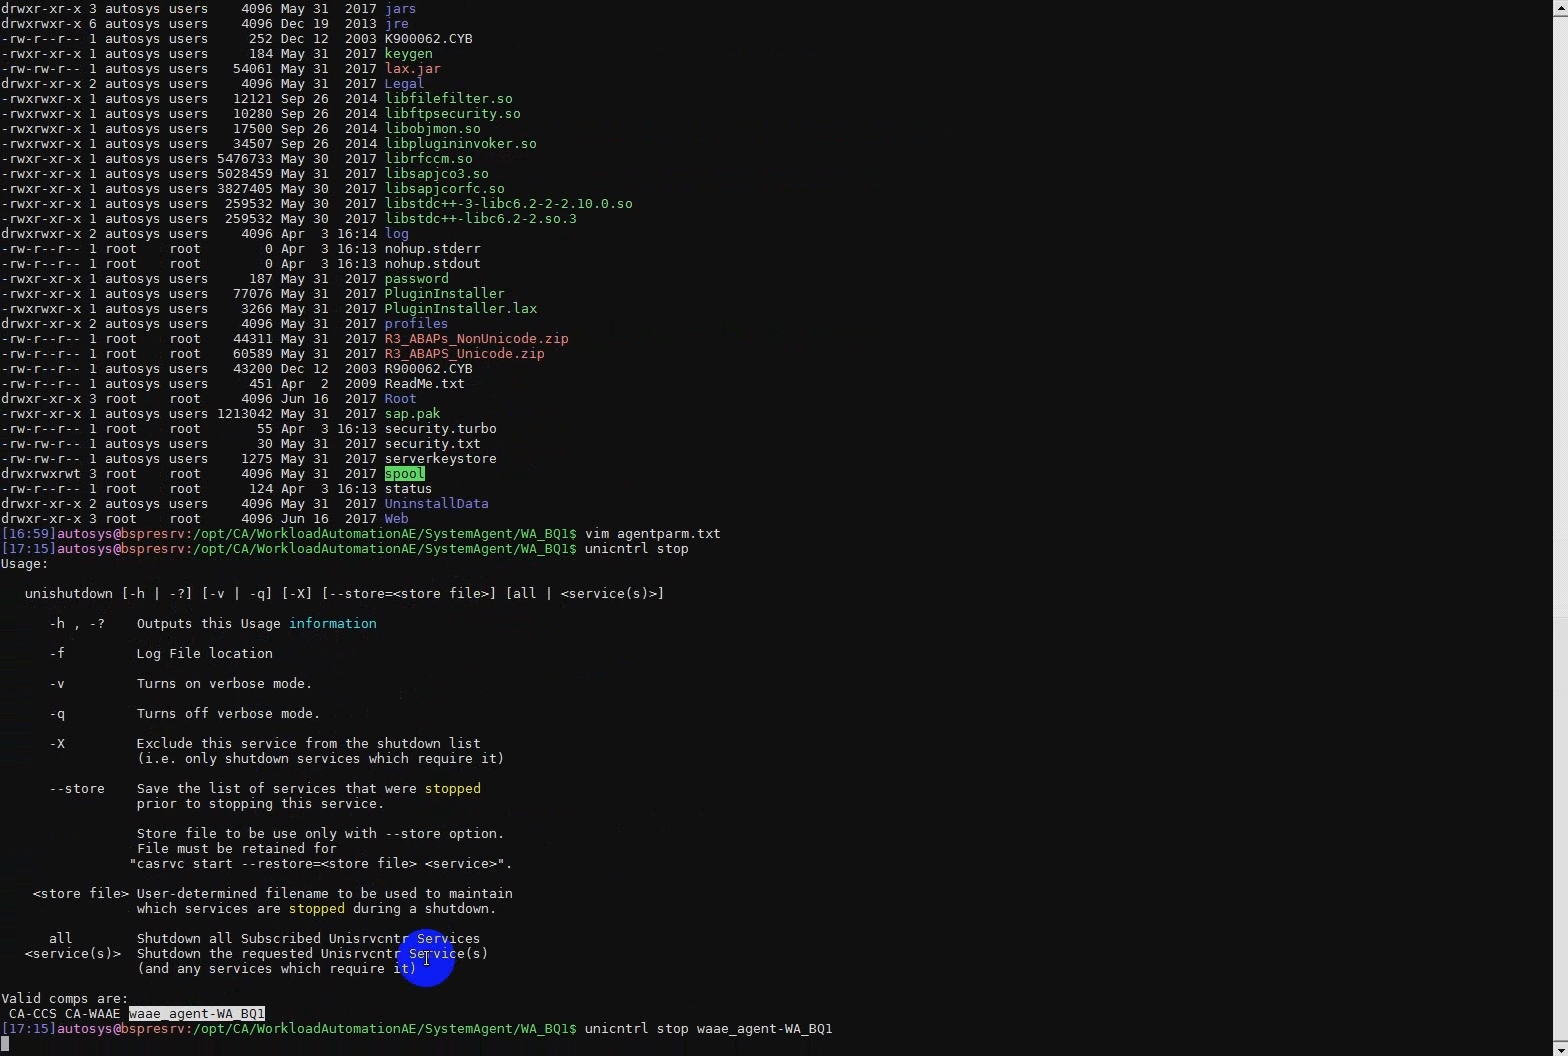 drwxr-xr-x 3 autosys users    4096 May 31  2017 jars
drwxrwxr-x 6 autosys users    4096 Dec 19  2013 jre
-rw-r--r-- 1 autosys users     252 Dec 12  2003 K900062.CYB
-rwxr-xr-x 1 autosys users     184 May 31  2017 keygen
-rw-rw-r-- 1 autosys users   54061 May 31  2017 lax.jar
drwxr-xr-x 2 autosys users    4096 May 31  2017 Legal
-rwxrwxr-x 1 autosys users   12121 Sep 26  2014 libfilefilter.so
-rwxrwxr-x 1 autosys users   10280 Sep 26  2014 libftpsecurity.so
-rwxrwxr-x 1 autosys users   17500 Sep 26  2014 libobjmon.so
-rwxrwxr-x 1 autosys users   34507 Sep 26  2014 libplugininvoker.so
-rwxr-xr-x 1 autosys users 5476733 May 30  2017 librfccm.so
-rwxr-xr-x 1 autosys users 5028459 May 31  2017 libsapjco3.so
-rwxr-xr-x 1 autosys users 3827405 May 30  2017 libsapjcorfc.so
-rwxr-xr-x 1 autosys users  259532 May 30  2017 libstdc++-3-libc6.2-2-2.10.0.so
-rwxr-xr-x 1 autosys users  259532 May 30  2017 libstdc++-libc6.2-2.so.3
drwxrwxr-x 2 autosys users    4096 Apr  3 16:14 log
-rw-r--r-- 1 root    root        0 Apr  3 16:13 nohup.stderr
-rw-r--r-- 1 root    root        0 Apr  3 16:13 nohup.stdout
-rwxr-xr-x 1 autosys users     187 May 31  2017 password
-rwxr-xr-x 1 autosys users   77076 May 31  2017 PluginInstaller
-rwxrwxr-x 1 autosys users    3266 May 31  2017 PluginInstaller.lax
drwxr-xr-x 2 autosys users    4096 May 31  2017 profiles
-rw-r--r-- 1 root    root    44311 May 31  2017 R3_ABAPs_NonUnicode.zip
-rw-r--r-- 1 root    root    60589 May 31  2017 R3_ABAPS_Unicode.zip
-rw-r--r-- 1 autosys users   43200 Dec 12  2003 R900062.CYB
-rw-r--r-- 1 autosys users     451 Apr  2  2009 ReadMe.txt
drwxr-xr-x 3 root    root     4096 Jun 16  2017 Root
-rwxr-xr-x 1 autosys users 1213042 May 31  2017 sap.pak
-rw-r--r-- 1 root    root       55 Apr  3 16:13 security.turbo
-rw-rw-r-- 1 autosys users      30 May 31  2017 security.txt
-rw-rw-r-- 1 autosys users    1275 May 31  2017 serverkeystore
drwxrwxrwt 3 root    root     4096 May 31  2017 spool
-rw-r--r-- 1 root    root      124 Apr  3 16:13 status
drwxr-xr-x 2 autosys users    4096 May 31  2017 UninstallData
drwxr-xr-x 3 root    root     4096 Jun 16  2017 Web
[16:59]autosys@bspresrv:/opt/CA/WorkloadAutomationAE/SystemAgent/WA_BQ1$ vim agentparm.txt
[17:15]autosys@bspresrv:/opt/CA/WorkloadAutomationAE/SystemAgent/WA_BQ1$ unicntrl stop
Usage:
unishutdown [-h | -?] [-v | -q] [-X] [--store=<store file>] [all | <service(s)>]
-h , -?    Outputs this Usage information
-f         Log File location
-v         Turns on verbose mode.
-q         Turns off verbose mode.
-X         Exclude this service from the shutdown list
(i.e. only shutdown services which require it)
--store    Save the list of services that were stopped
prior to stopping this service.
Store file to be use only with --store option.
File must be retained for
"casrvc start --restore=<store file> <service>".
<store file> User-determined filename to be used to maintain
which services are stopped during a shutdown.
all        Shutdown all Subscribed Unisrvcntr Services
<service(s)>  Shutdown the requested Unisrvcntr Service(s)
(and any services which require it)
Valid comps are:
CA-CCS CA-WAAE waae_agent-WA_BQ1
[17:15]autosys@bspresrv:/opt/CA/WorkloadAutomationAE/SystemAgent/WA_BQ1$ unicntrl stop waae_agent-WA_BQ1